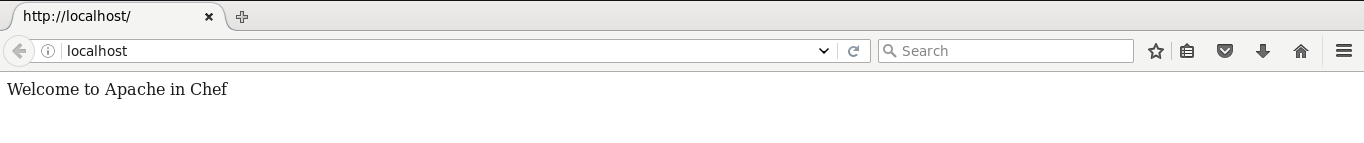 http://localhost/
localhost
Search
Welcome to Apache in Chef